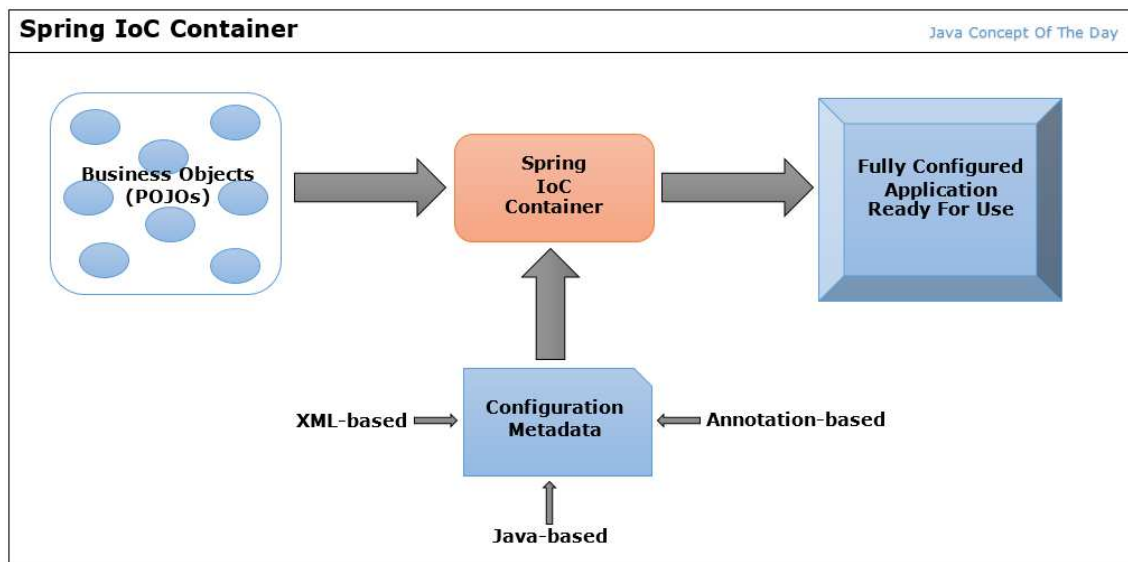 Spring IoC Container
Java Concept Of The Day
Business Objects
(POJOs)
Spring
IoC
Container
Fully Configured
Application
Ready For Use
XML-based
Configuration
Metadata
Annotation-based
Java-based